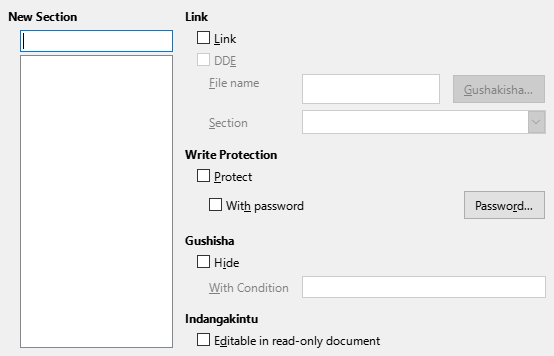 New Section
Link
Link
DDE
File name
Gushakisha...
Section
Write Protection
Protect
With password
Password...
Gushisha
Hide
With Condition
Indangakintu
Editable in read-only document